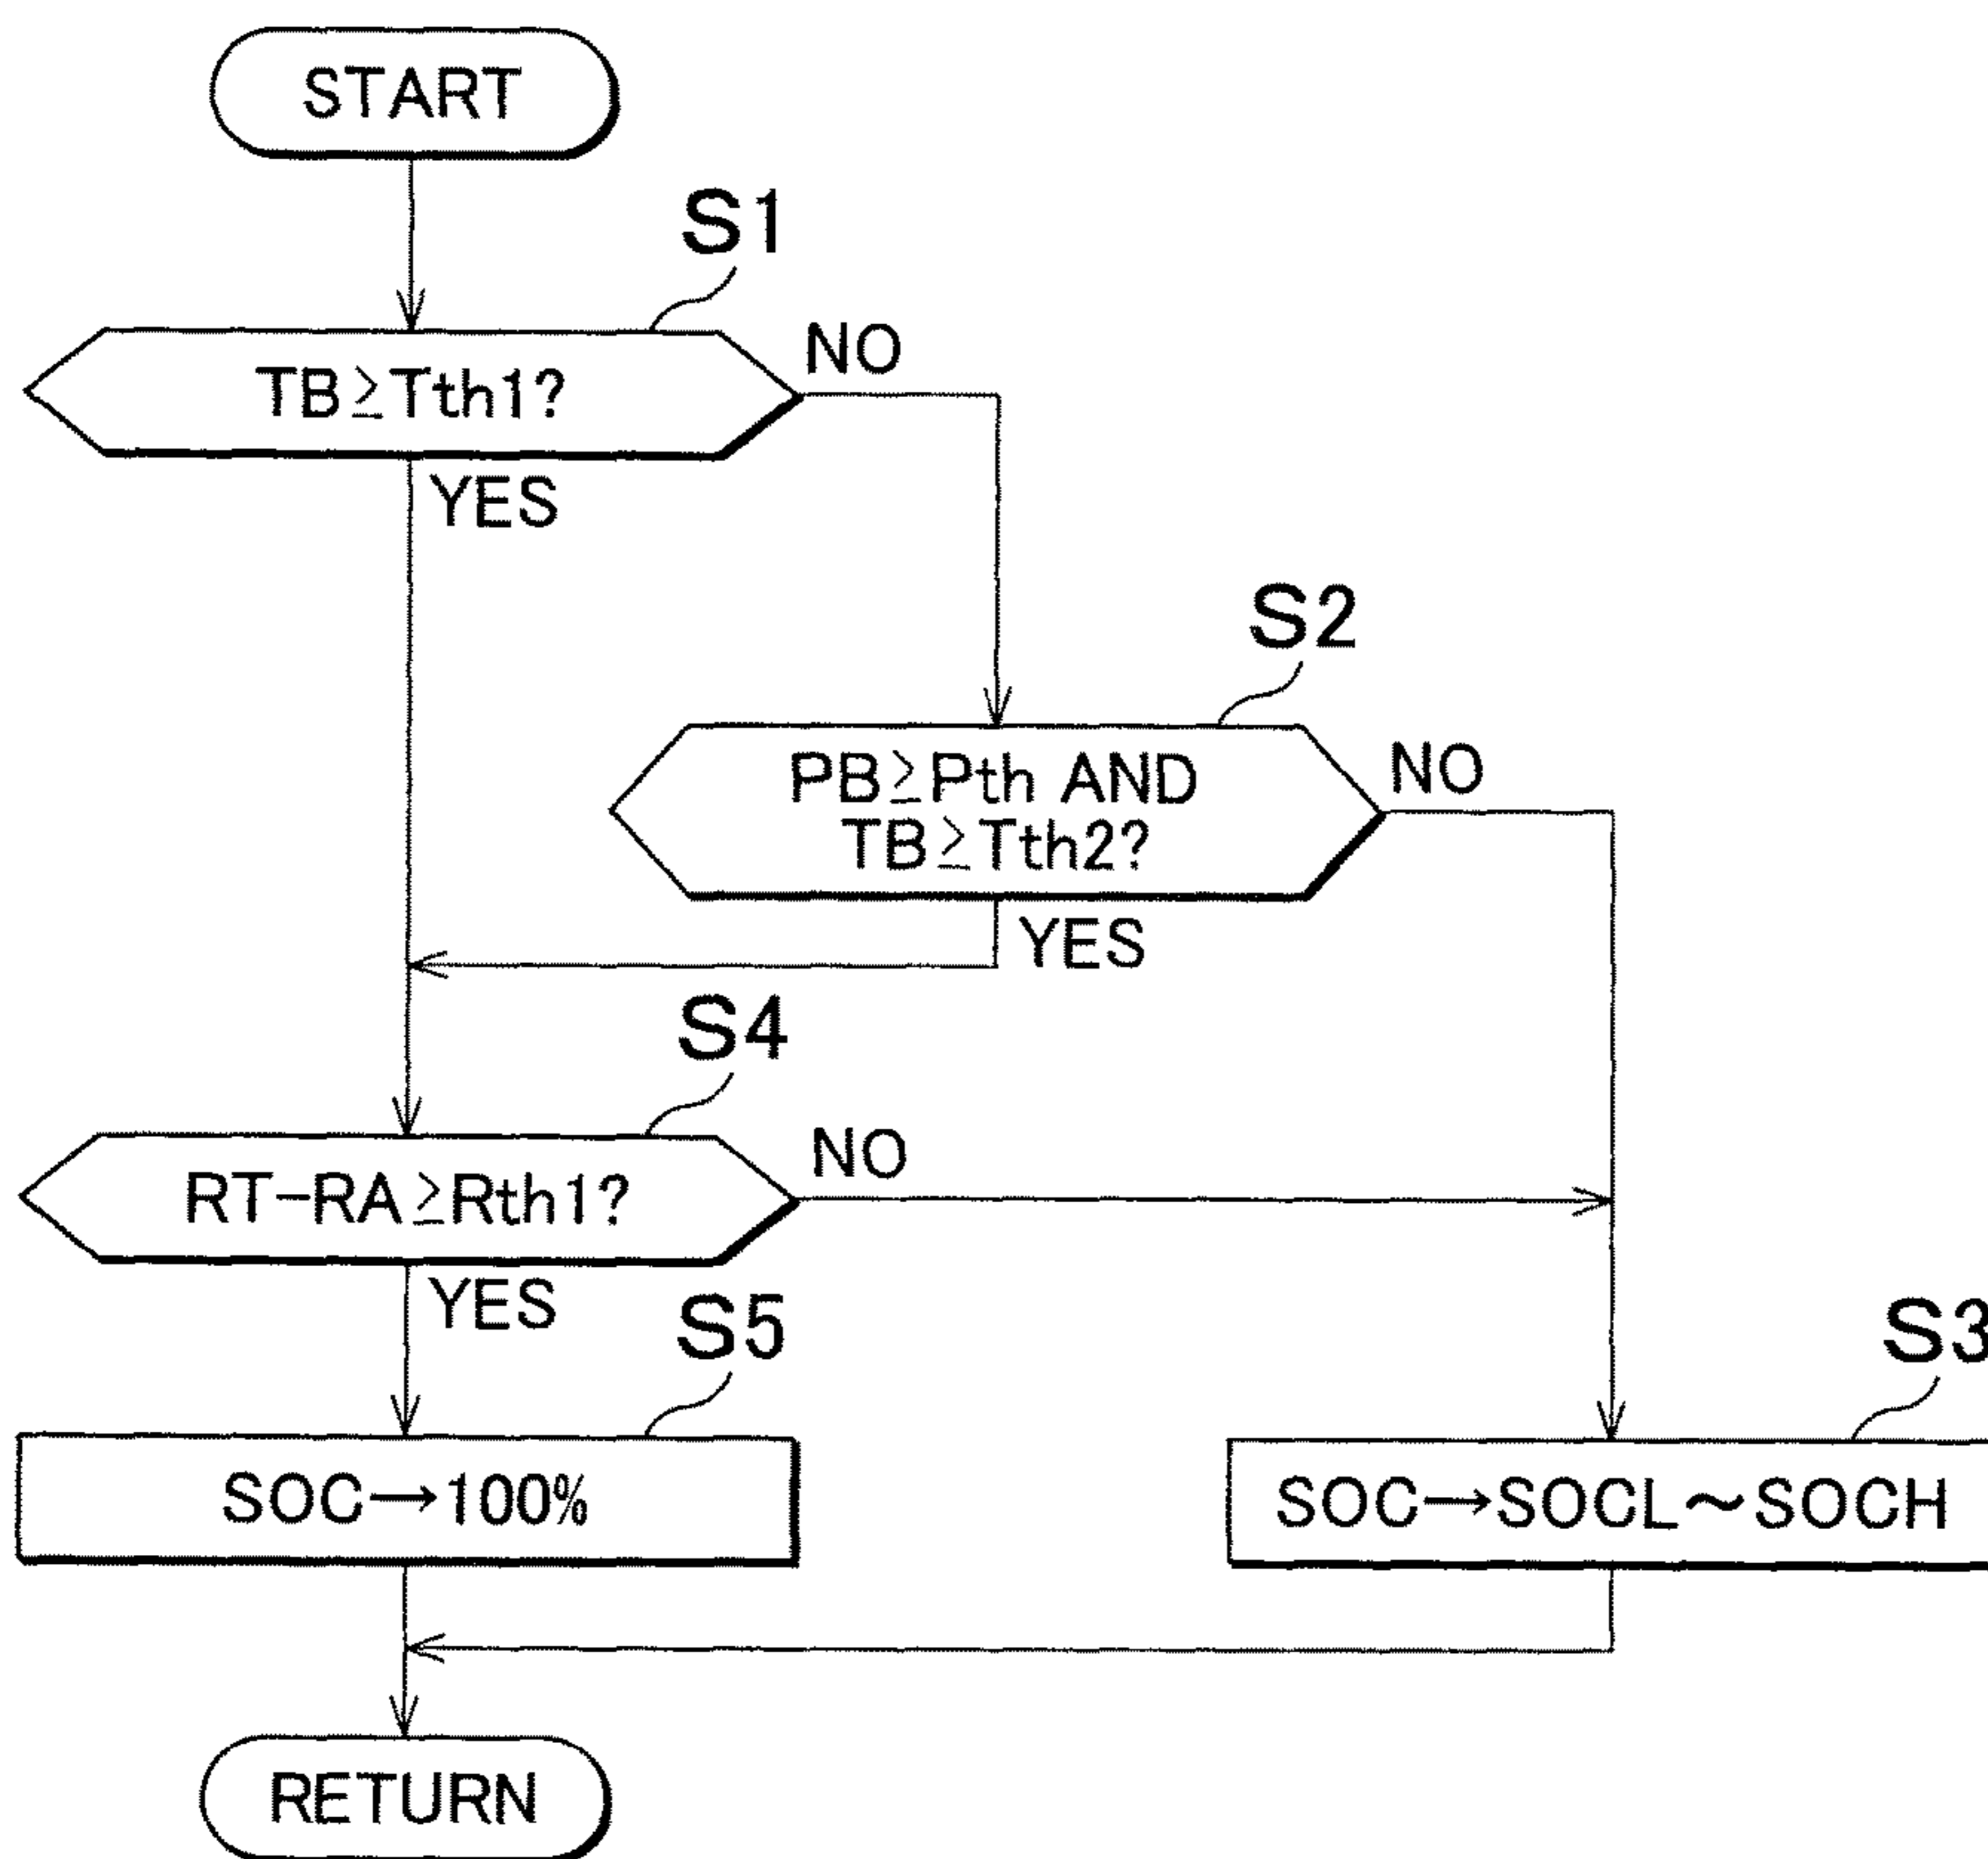 START
S1
TB≧Tth1?
NO
YES
S2
PB≧Pth AND
TB≧Tth2?
NO
YES
S4
RT-RA≧Rth1?
NO
YES
S5
S3
SOC→100%
SOC→SOCL～SOCH
RETURN